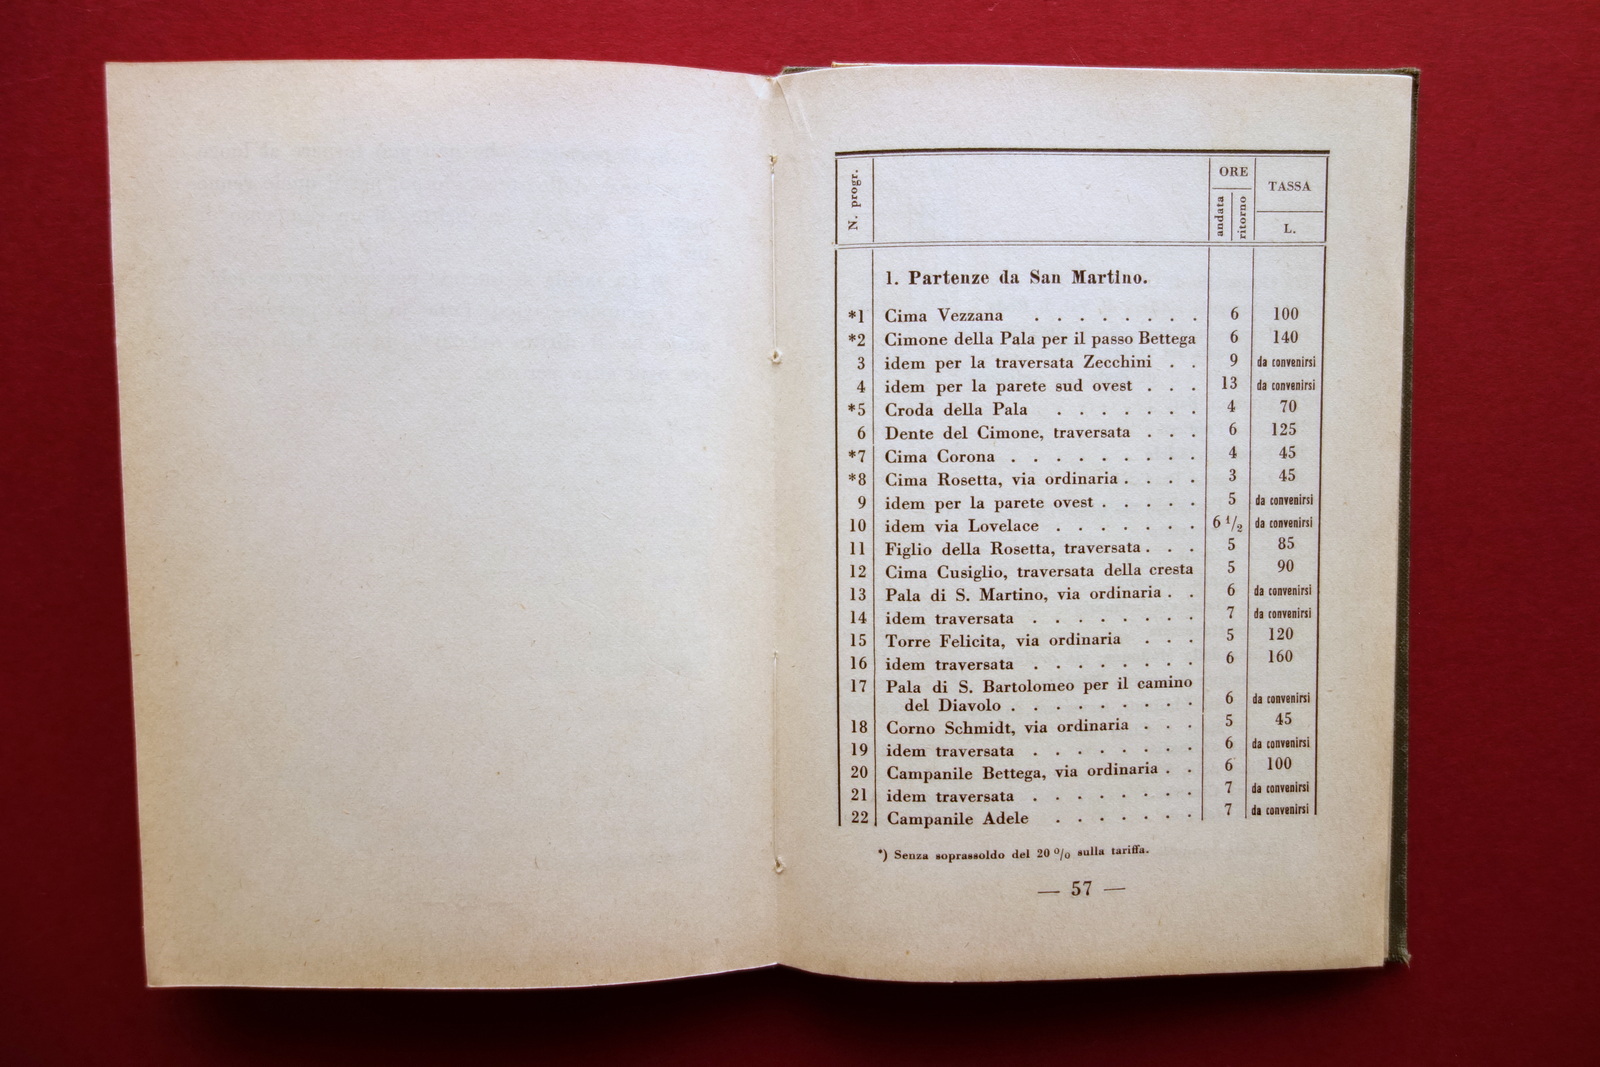 N. progr.
ORE
andata
ritorno
TASSA
L.
1. Partenze da San Martino.
*1 Cima Vezzana . . . . . . . . 6 100
*2 Cimone della Pala per il passo Bettega 6 140
3 idem per la traversata Zecchini . . 9 da convenirsi
4 idem per la parete sud ovest . . . 13 da convenirsi
*5 Croda della Pala . . . . . . . 4 70
6 Dente del Cimone, traversata . . . 6 125
*7 Cima Corona . . . . . . . . . 4 45
*8 Cima Rosetta, via ordinaria . . . . 3 45
9 idem per la parete ovest . . . . . 5 da convenirsi
10 idem via Lovelace . . . . . . . 6 1/2 da convenirsi
11 Figlio della Rosetta, traversata . . . 5 85
12 Cima Cusiglio, traversata della cresta 5 90
13 Pala di S. Martino, via ordinaria . . 6 da convenirsi
14 idem traversata . . . . . . . . 7 da convenirsi
15 Torre Felicita, via ordinaria . . . 5 120
16 idem traversata . . . . . . . . 6 160
17 Pala di S. Bartolomeo per il camino
del Diavolo . . . . . . . . . 6 da convenirsi
18 Corno Schmidt, via ordinaria . . . 5 45
19 idem traversata . . . . . . . . 6 da convenirsi
20 Campanile Bettega, via ordinaria . . 6 100
21 idem traversata . . . . . . . . 7 da convenirsi
22 Campanile Adele . . . . . . . 7 da convenirsi
*) Senza soprassoldo del 20 % sulla tariffa.
— 57 —